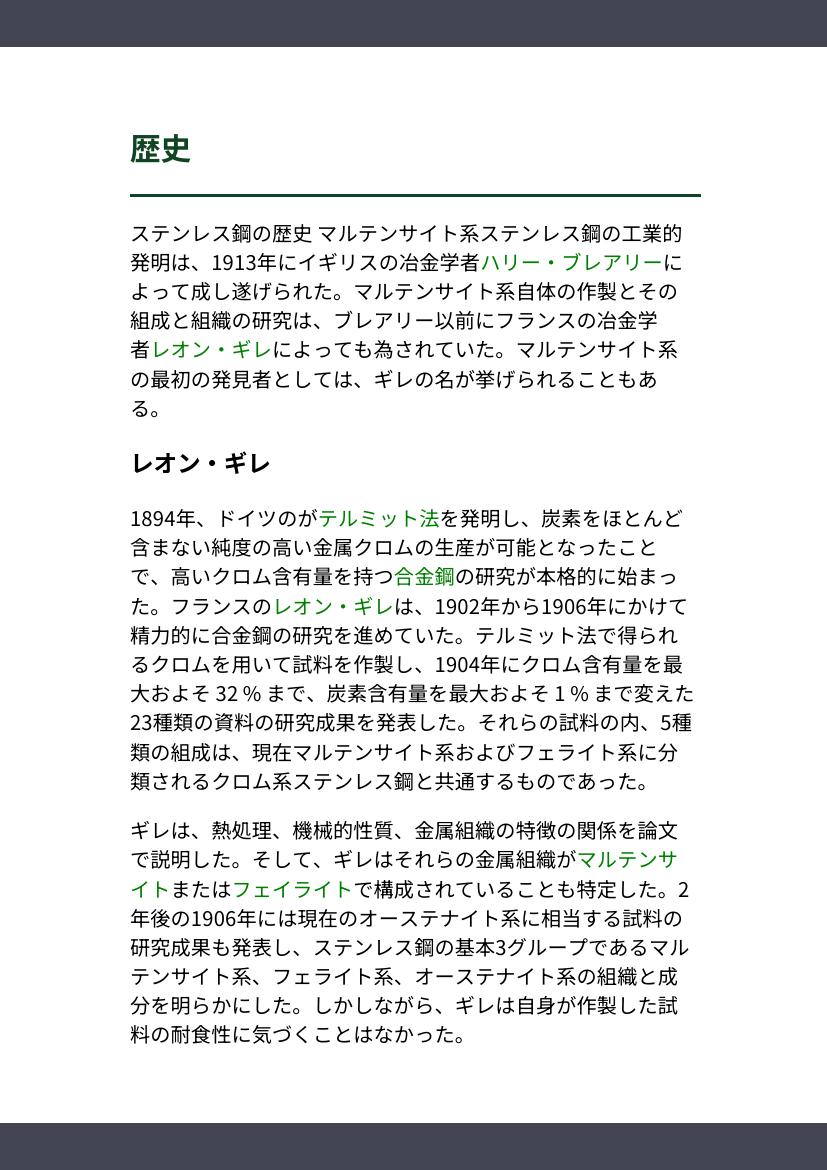 歴史
ステンレス鋼の歴史 マルテンサイト系ステンレス鋼の工業的
発明は、1913年にイギリスの冶金学者ハリー・ブレアリーに
よって成し遂げられた。マルテンサイト系自体の作製とその
組成と組織の研究は、ブレアリー以前にフランスの冶金学
者レオン・ギレによっても為されていた。マルテンサイト系
の最初の発見者としては、ギレの名が挙げられることもあ
る。
レオン・ギレ
1894年、ドイツのがテルミット法を発明し、炭素をほとんど
含まない純度の高い金属クロムの生産が可能となったこと
で、高いクロム含有量を持つ合金鋼の研究が本格的に始まっ
た。フランスのレオン・ギレは、1902年から1906年にかけて
精力的に合金鋼の研究を進めていた。テルミット法で得られ
るクロムを用いて試料を作製し、1904年にクロム含有量を最
大およそ 32 % まで、炭素含有量を最大およそ 1 % まで変えた
23種類の資料の研究成果を発表した。それらの試料の内、5種
類の組成は、現在マルテンサイト系およびフェライト系に分
類されるクロム系ステンレス鋼と共通するものであった。
ギレは、熱処理、機械的性質、金属組織の特徴の関係を論文
で説明した。そして、ギレはそれらの金属組織がマルテンサ
イトまたはフェイライトで構成されていることも特定した。2
年後の1906年には現在のオーステナイト系に相当する試料の
研究成果も発表し、ステンレス鋼の基本3グループであるマル
テンサイト系、フェライト系、オーステナイト系の組織と成
分を明らかにした。しかしながら、ギレは自身が作製した試
料の耐食性に気づくことはなかった。